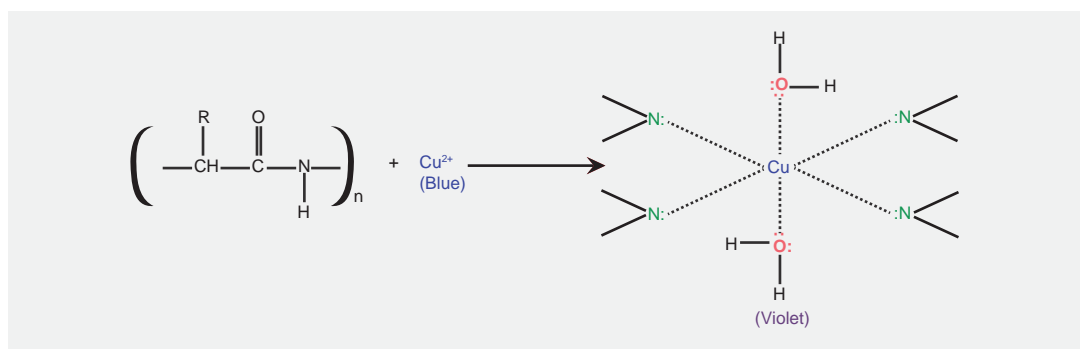 R O
CH C N
H
n
+ Cu²⁺
(Blue)
H
:O H
N: :N
Cu
N: :N
H O:
H
(Violet)